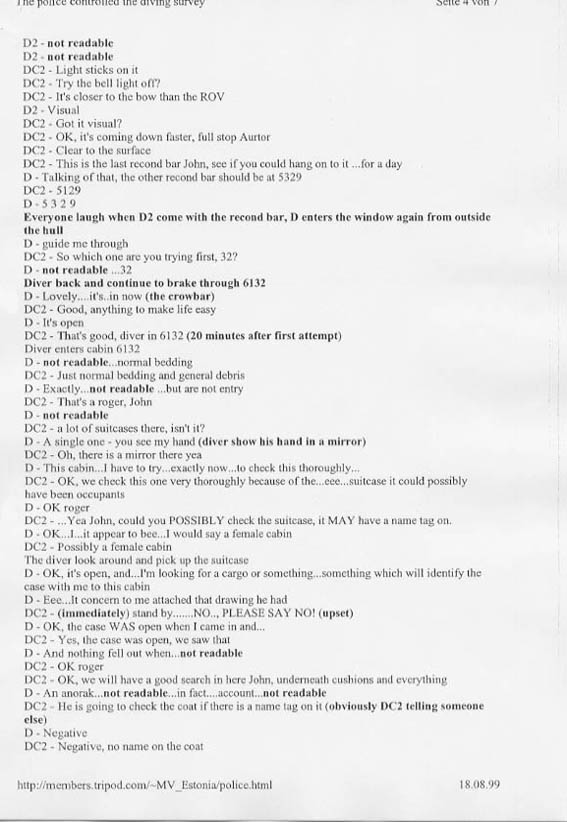 The police controlled the diving survey Seite 4 von 7
D2 - not readable
D2 - not readable
DC2 - Light sticks on it
DC2 - Try the bell light off?
DC2 - It's closer to the bow than the ROV
D2 - Visual
DC2 - Got it visual?
DC2 - OK, it's coming down faster, full stop Aurtor
DC2 - Clear to the surface
DC2 - This is the last recond bar John, see if you could hang on to it ...for a day
D - Talking of that, the other recond bar should be at 5329
DC2 - 5129
D - 5 3 2 9
Everyone laugh when D2 come with the recond bar, D enters the window again from outside
the hull
D - guide me through
DC2 - So which one are you trying first, 32?
D - not readable ...32
Diver back and continue to brake through 6132
D - Lovely....it's..in now (the crowbar)
DC2 - Good, anything to make life easy
D - It's open
DC2 - That's good, diver in 6132 (20 minutes after first attempt)
Diver enters cabin 6132
D - not readable...normal bedding
DC2 - Just normal bedding and general debris
D - Exactly...not readable ...but are not entry
DC2 - That's a roger, John
D - not readable
DC2 - a lot of suitcases there, isn't it?
D - A single one - you see my hand (diver show his hand in a mirror)
DC2 - Oh, there is a mirror there yea
D - This cabin...I have to try...exactly now...to check this thoroughly...
DC2 - OK, we check this one very thoroughly because of the...eee...suitcase it could possibly
have been occupants
D - OK roger
DC2 - ...Yea John, could you POSSIBLY check the suitcase, it MAY have a name tag on.
D - OK...I...it appear to bee...I would say a female cabin
DC2 - Possibly a female cabin
The diver look around and pick up the suitcase
D - OK, it's open, and...I'm looking for a cargo or something...something which will identify the
case with me to this cabin
D - Eee...It concern to me attached that drawing he had
DC2 - (immediately) stand by.......NO.., PLEASE SAY NO! (upset)
D - OK, the case WAS open when I came in and...
DC2 - Yes, the case was open, we saw that
D - And nothing fell out when...not readable
DC2 - OK roger
DC2 - OK, we will have a good search in here John, underneath cushions and everything
D - An anorak...not readable...in fact....account...not readable
DC2 - He is going to check the coat if there is a name tag on it (obviously DC2 telling someone
else)
D - Negative
DC2 - Negative, no name on the coat
http://members.tripod.com/~MV_Estonia/police.html 18.08.99